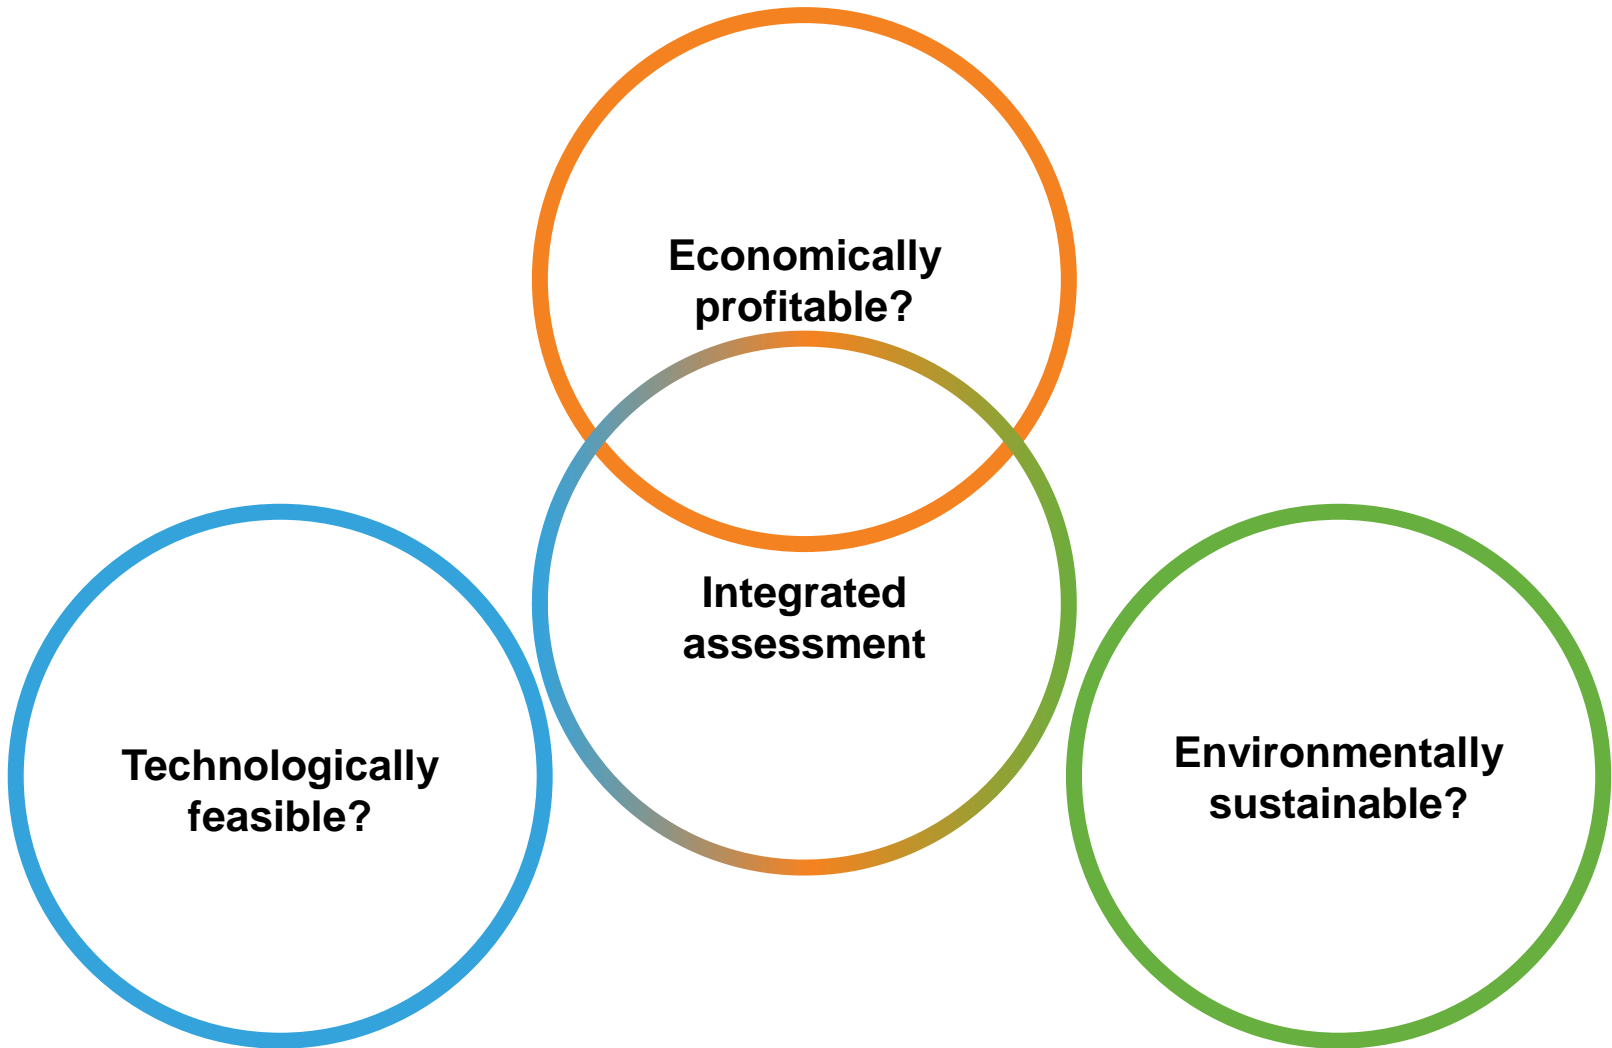 Economically
profitable?
Integrated
assessment
Technologically
feasible?
Environmentally
sustainable?